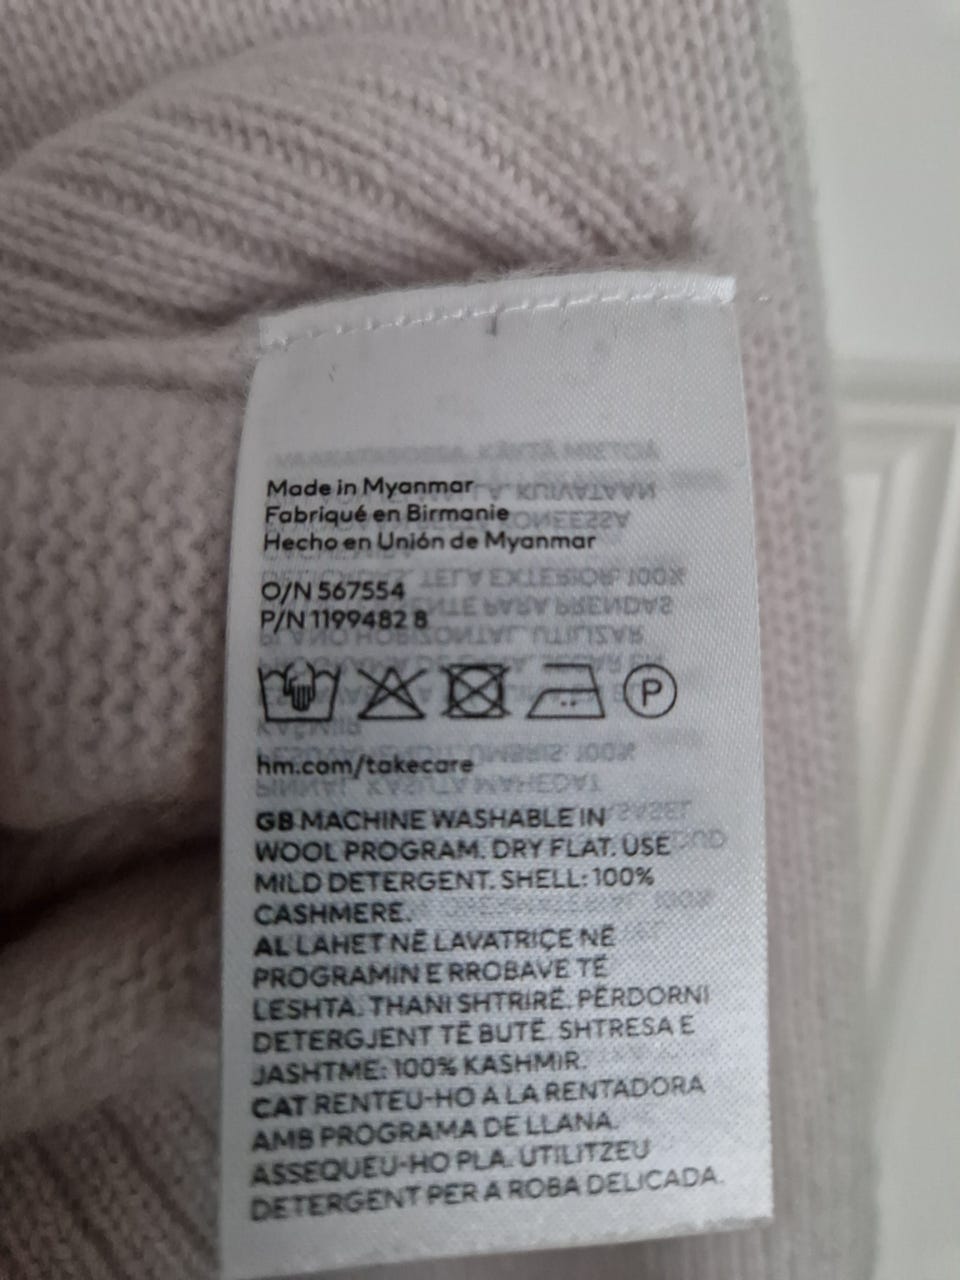 Made in Myanmar
Fabriqué en Birmanie
Hecho en Unión de Myanmar
O/N 567554
P/N 1199482 8
P
hm.com/takecare
GB MACHINE WASHABLE IN
WOOL PROGRAM. DRY FLAT. USE
MILD DETERGENT. SHELL: 100%
CASHMERE.
AL LAHET NË LAVATRIÇE NË
PROGRAMIN E RROBAVE TË
LESHTA. THANI SHTRIRË. PËRDORNI
DETERGJENT TË BUTË. SHTRESA E
JASHTME: 100% KASHMIR.
CAT RENTEU-HO A LA RENTADORA
AMB PROGRAMA DE LLANA.
ASSEQUEU-HO PLA. UTILITZEU
DETERGENT PER A ROBA DELICADA.